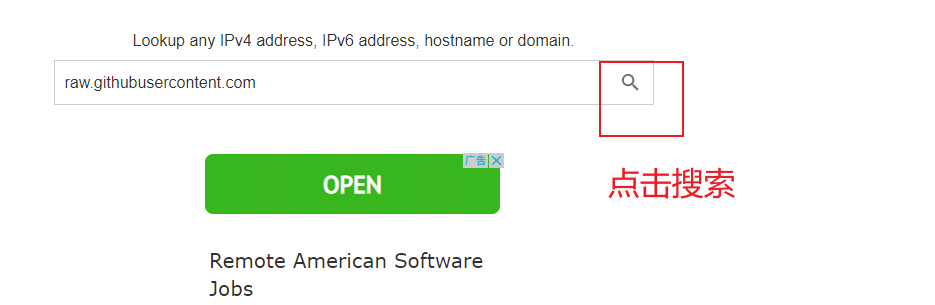 Lookup any IPv4 address, IPv6 address, hostname or domain.
raw.githubusercontent.com
广告
OPEN
点击搜索
Remote American Software
Jobs